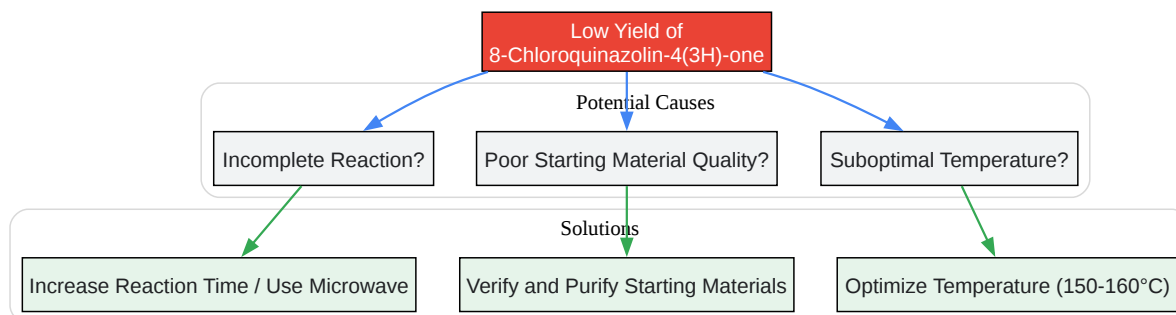 Low Yield of
8-Chloroquinazolin-4(3H)-one
Potential Causes
Incomplete Reaction?
Poor Starting Material Quality?
Suboptimal Temperature?
Solutions
Increase Reaction Time / Use Microwave
Verify and Purify Starting Materials
Optimize Temperature (150-160°C)